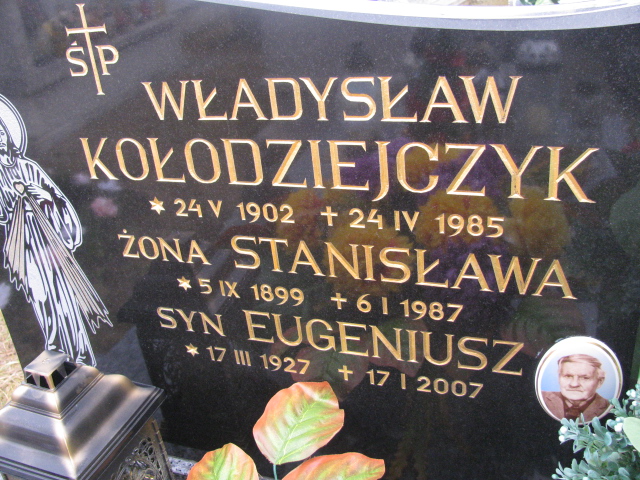 ŚP
WŁADYSŁAW
KOŁODZIEJCZYK
✶ 24 V 1902 + 24 IV 1985
ŻONA STANISŁAWA
✶ 5 IX 1899 + 6 I 1987
SYN EUGENIUSZ
✶ 17 III 1927 + 17 I 2007